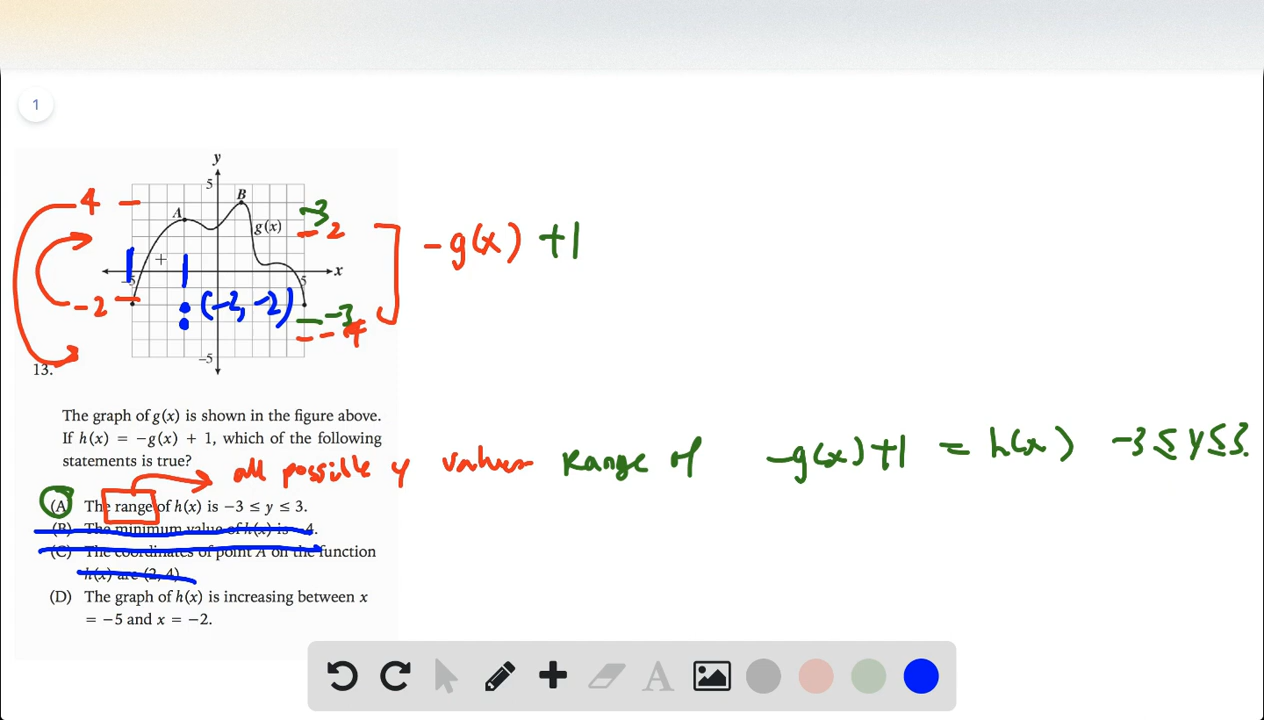 1
y
5
B
A
g(x)
x
-5
5
-5
4
-2
3
-2
-3
-4
(-2, -2)
-g(x) +1
13.
The graph of g(x) is shown in the figure above.
If h(x) = −g(x) + 1, which of the following
statements is true?
all possible y values Range of -g(x)+1 = h(x) -3 ≤ y ≤ 3.
(A) The range of h(x) is −3 ≤ y ≤ 3.
(B) The minimum value of h(x) is −4.
(C) The coordinates of point A on the function
h(x) are (2, 4)
(D) The graph of h(x) is increasing between x
= −5 and x = −2.
A